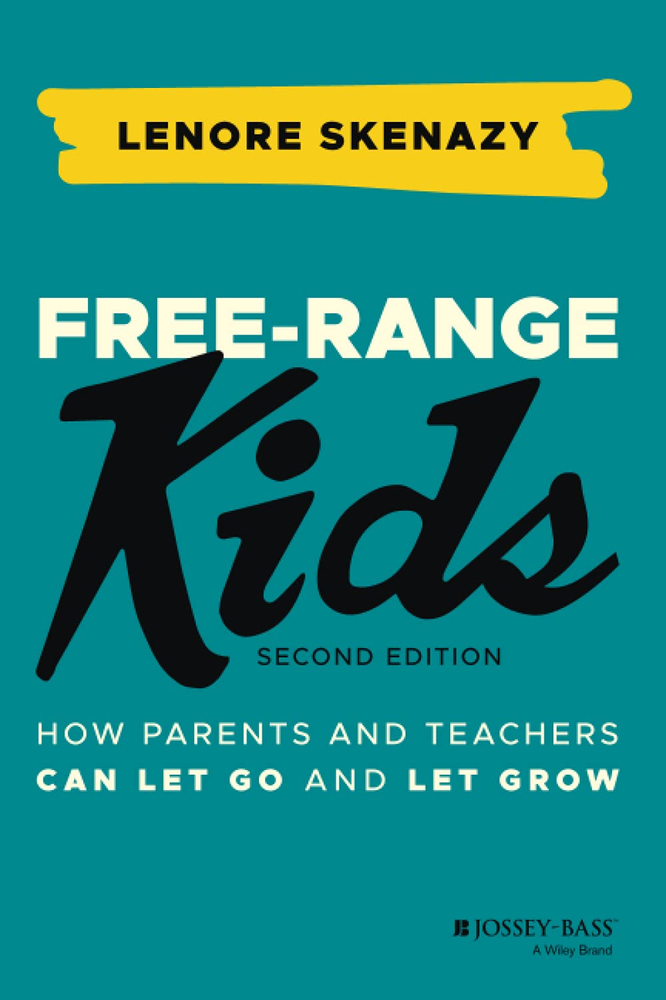 LENORE SKENAZY
FREE-RANGE
Kids
SECOND EDITION
HOW PARENTS AND TEACHERS
CAN LET GO AND LET GROW
JB JOSSEY-BASS™
A Wiley Brand